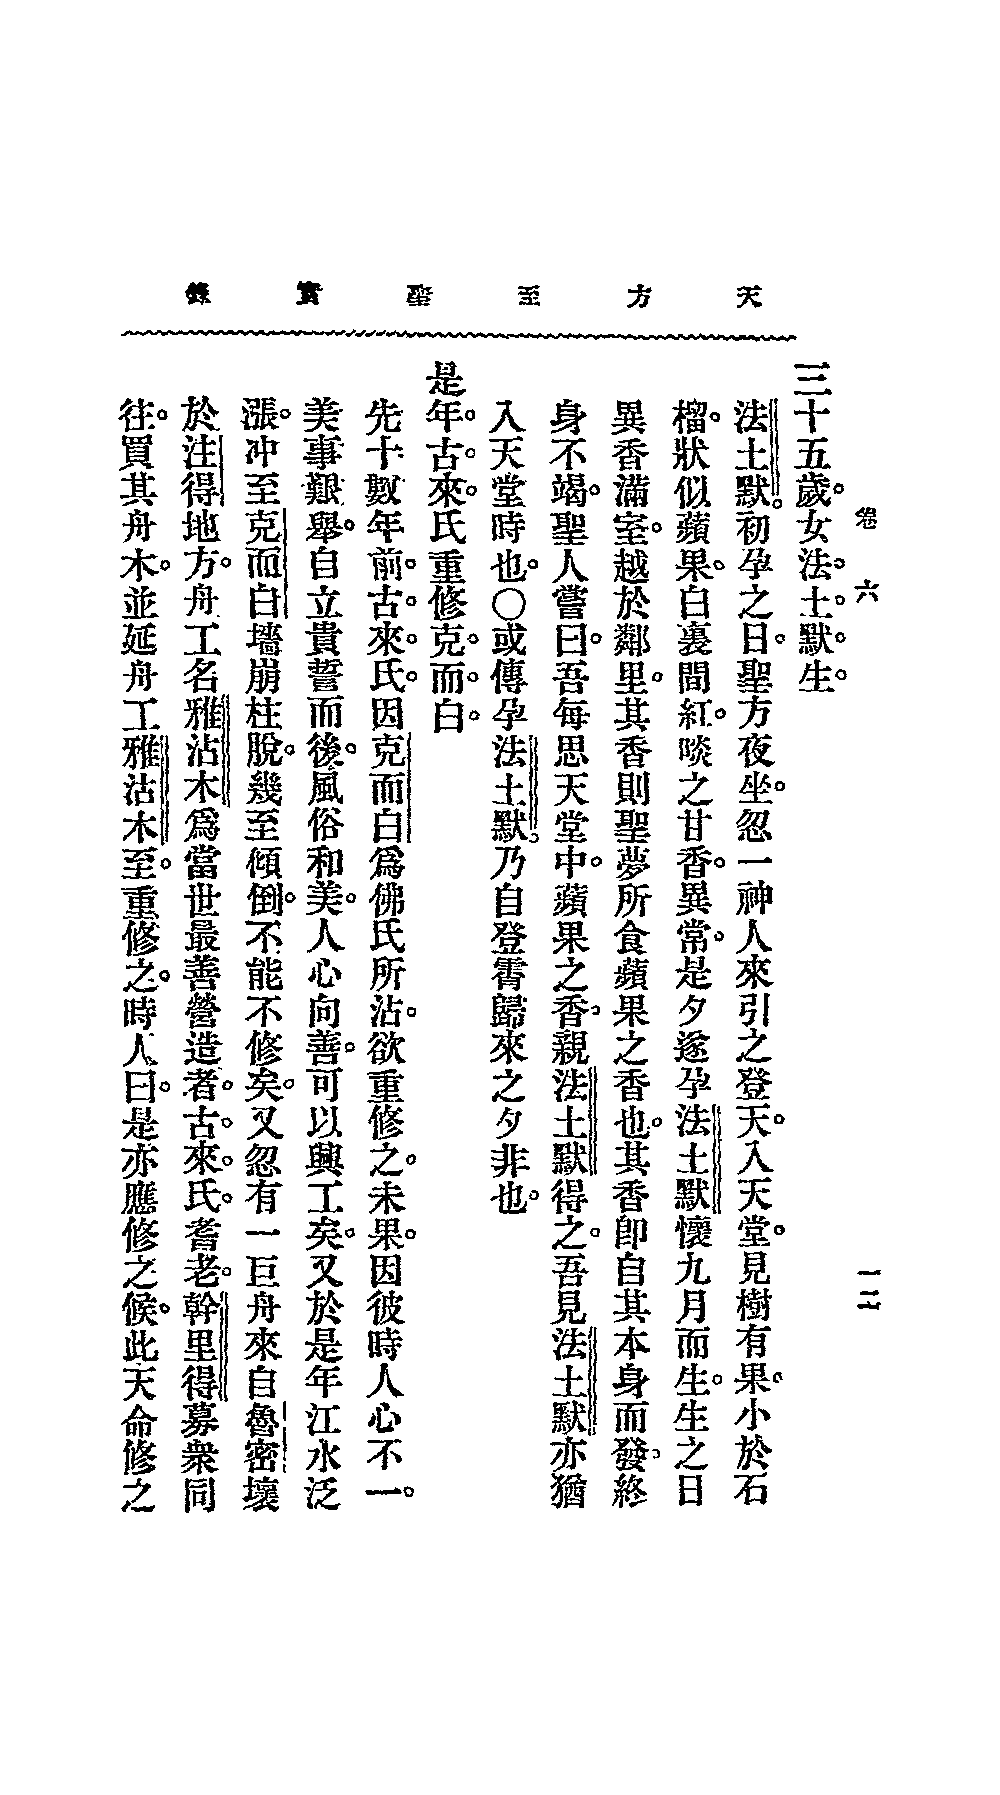 天方至聖實錄
卷六
一二
三十五歲。女法。土。默。生。
法土默。初孕之日。聖方夜坐。忽一神人來引之登天。入天堂。見樹有果。小於石
榴。狀似蘋果。白裏間紅。啖之甘香。異常。是夕遂孕法土默懷九月而生。生之日
異香滿室。越於鄰里。其香則聖夢所食蘋果之香也。其香卽自其本身而發。終
身不竭。聖人嘗曰。吾每思天堂中。蘋果之香。親法土默得之。吾見法土默亦猶
入天堂時也。〇或傳孕法土默。乃自登霄歸來之夕非也。
是年。古。來。氏重修克。而。白。
先十數年前。古。來。氏。因克而白爲佛氏所沾。欲重修之。未果。因彼時人心不一。
美事艱舉。自立貴誓而後。風俗和美。人心向善。可以興工矣。又於是年江水泛
漲。冲至克而白墻崩柱脫。幾至傾倒。不能不修矣。又忽有一巨舟來自魯密壞
於注得地方。舟工名雅沾木爲當世最善營造者。古。來。氏。耆老。幹里得募衆同
往。買其舟木。並延舟工雅沽木至。重修之。時人曰。是亦應修之候。此天命修之